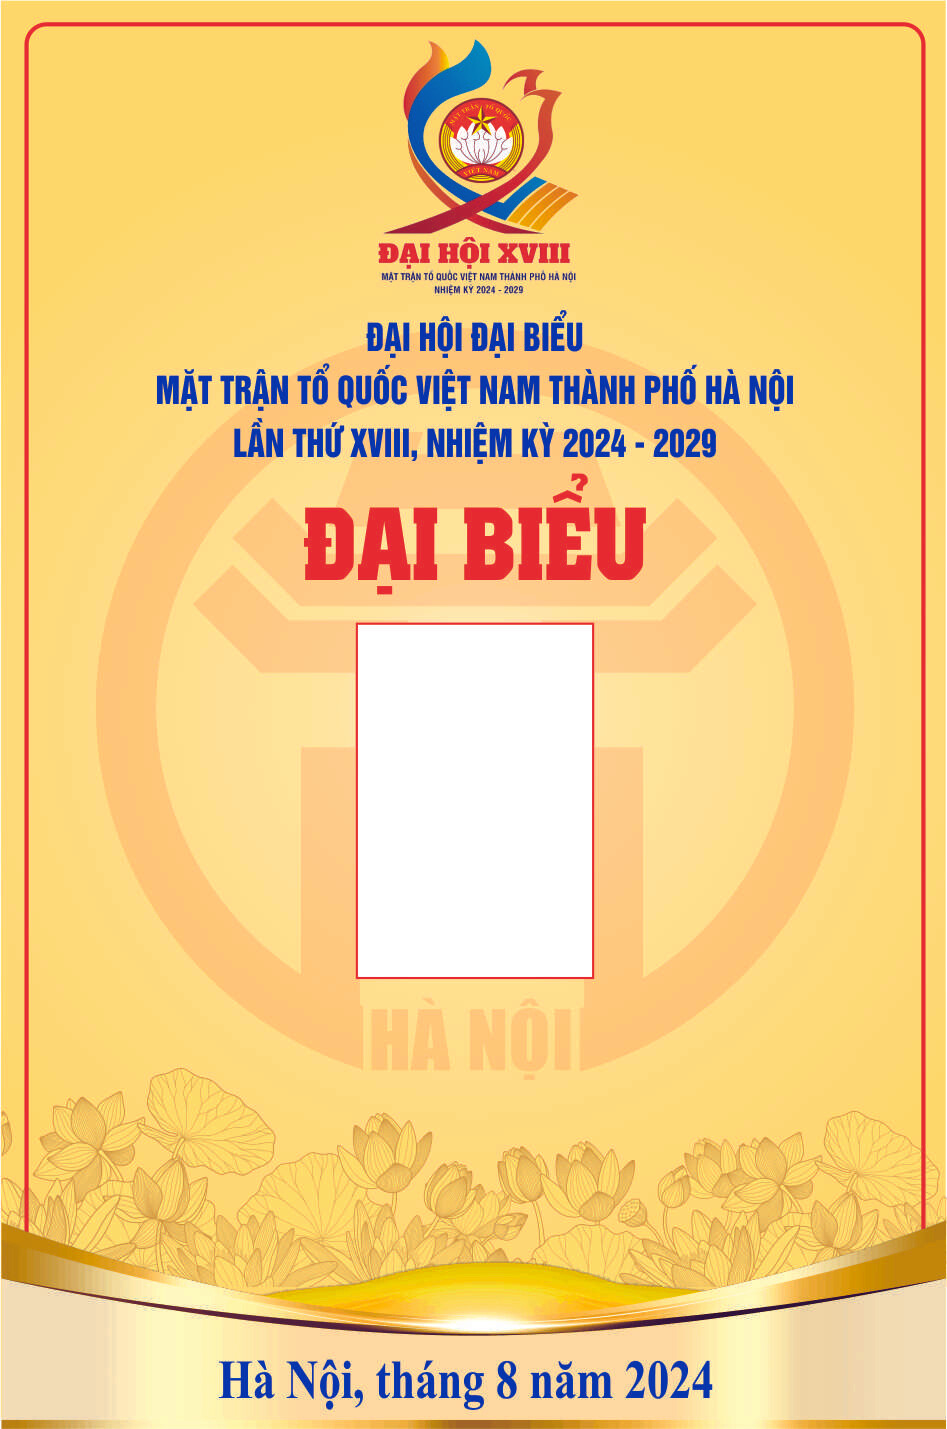 MẶT TRẬN TỔ QUỐC
VIỆT NAM
ĐẠI HỘI XVIII
MẶT TRẬN TỔ QUỐC VIỆT NAM THÀNH PHỐ HÀ NỘI
NHIỆM KỲ 2024 - 2029
ĐẠI HỘI ĐẠI BIỂU
MẶT TRẬN TỔ QUỐC VIỆT NAM THÀNH PHỐ HÀ NỘI
LẦN THỨ XVIII, NHIỆM KỲ 2024 - 2029
ĐẠI BIỂU
HÀ NỘI
Hà Nội, tháng 8 năm 2024